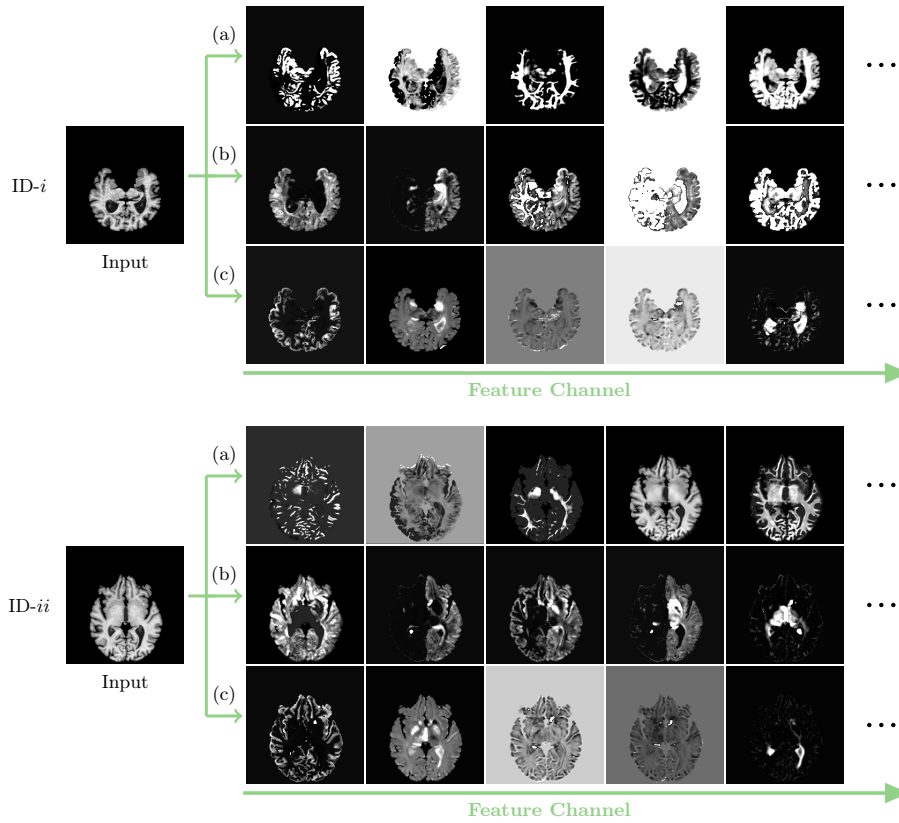 (a)
(b)
ID-i
Input
(c)
Feature Channel
(a)
(b)
ID-ii
Input
(c)
Feature Channel